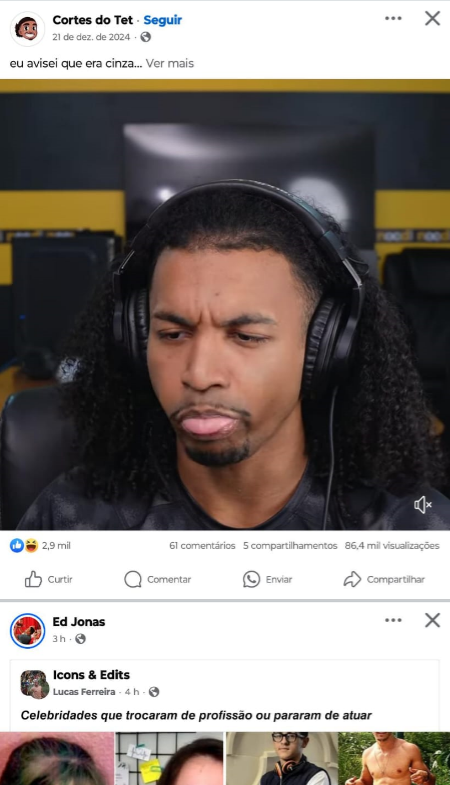 Cortes do Tet · Seguir
21 de dez. de 2024 ·
eu avisei que era cinza... Ver mais
2,9 mil 61 comentários 5 compartilhamentos 86,4 mil visualizações
Curtir Comentar Enviar Compartilhar
Ed Jonas
3 h ·
Icons & Edits
Lucas Ferreira · 4 h ·
Celebridades que trocaram de profissão ou pararam de atuar